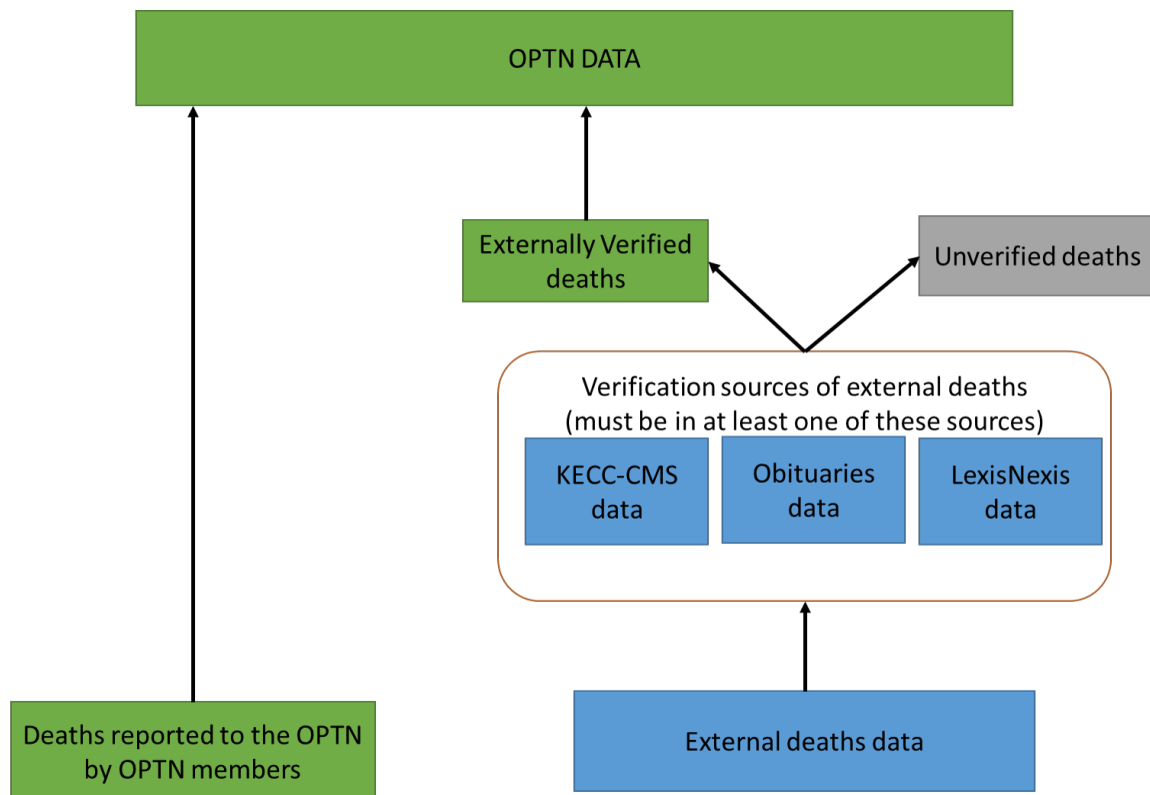 OPTN DATA
Externally Verified
deaths
Unverified deaths
Verification sources of external deaths
(must be in at least one of these sources)
KECC-CMS
data
Obituaries
data
LexisNexis
data
Deaths reported to the OPTN
by OPTN members
External deaths data